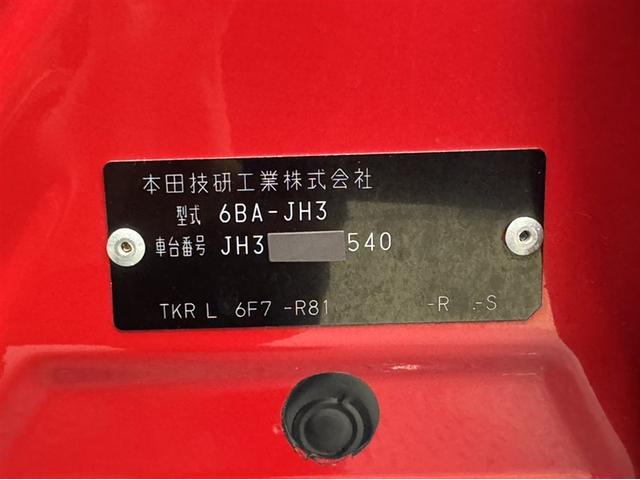 本田技研工業株式会社
型式 6BA-JH3
車台番号 JH3 540
TKR L 6F7 -R81 -R .-S